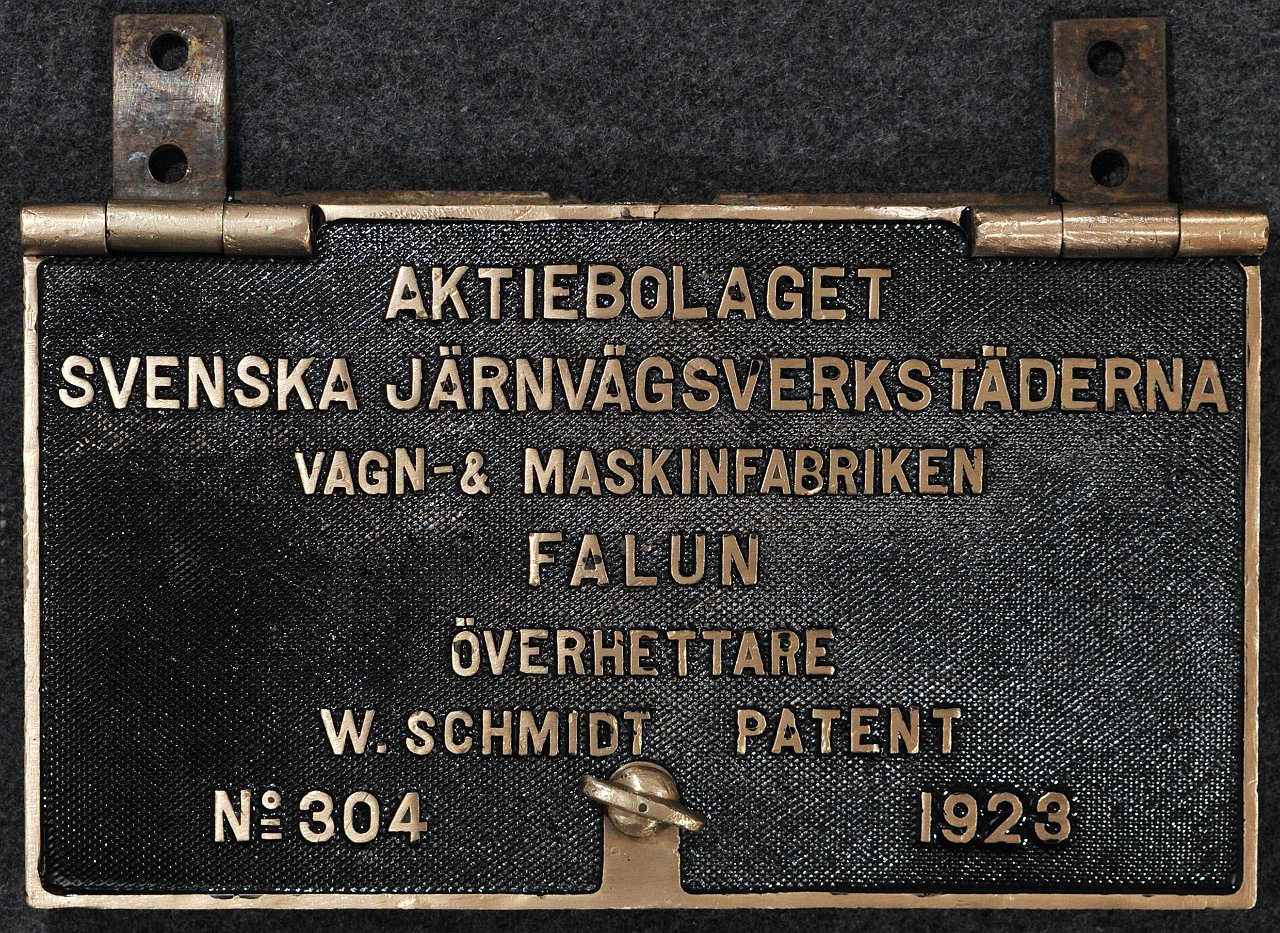 AKTIEBOLAGET
SVENSKA JÄRNVÄGSVERKSTÄDERNA
VAGN-& MASKINFABRIKEN
FALUN
ÖVERHETTARE
W. SCHMIDT PATENT
No 304 1923